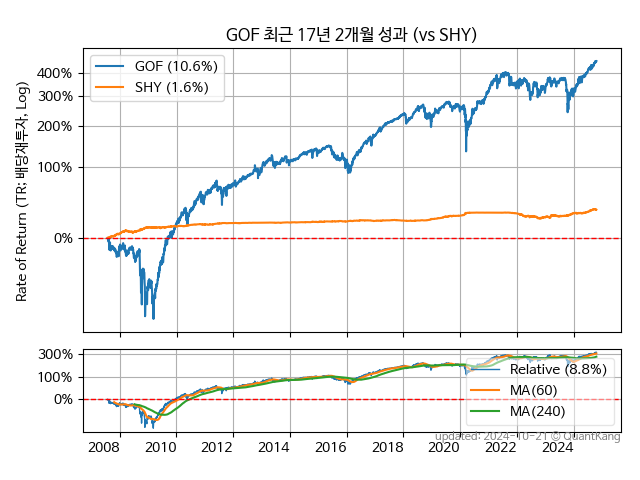 GOF 최근 17년 2개월 성과 (vs SHY)
GOF (10.6%)
SHY (1.6%)
400%
300%
200%
100%
0%
Rate of Return (TR: 배당재투자, Log)
300%
100%
0%
Relative (8.8%)
MA(60)
MA(240)
updated: 2024-10-21 © QuantKang
2008 2010 2012 2014 2016 2018 2020 2022 2024